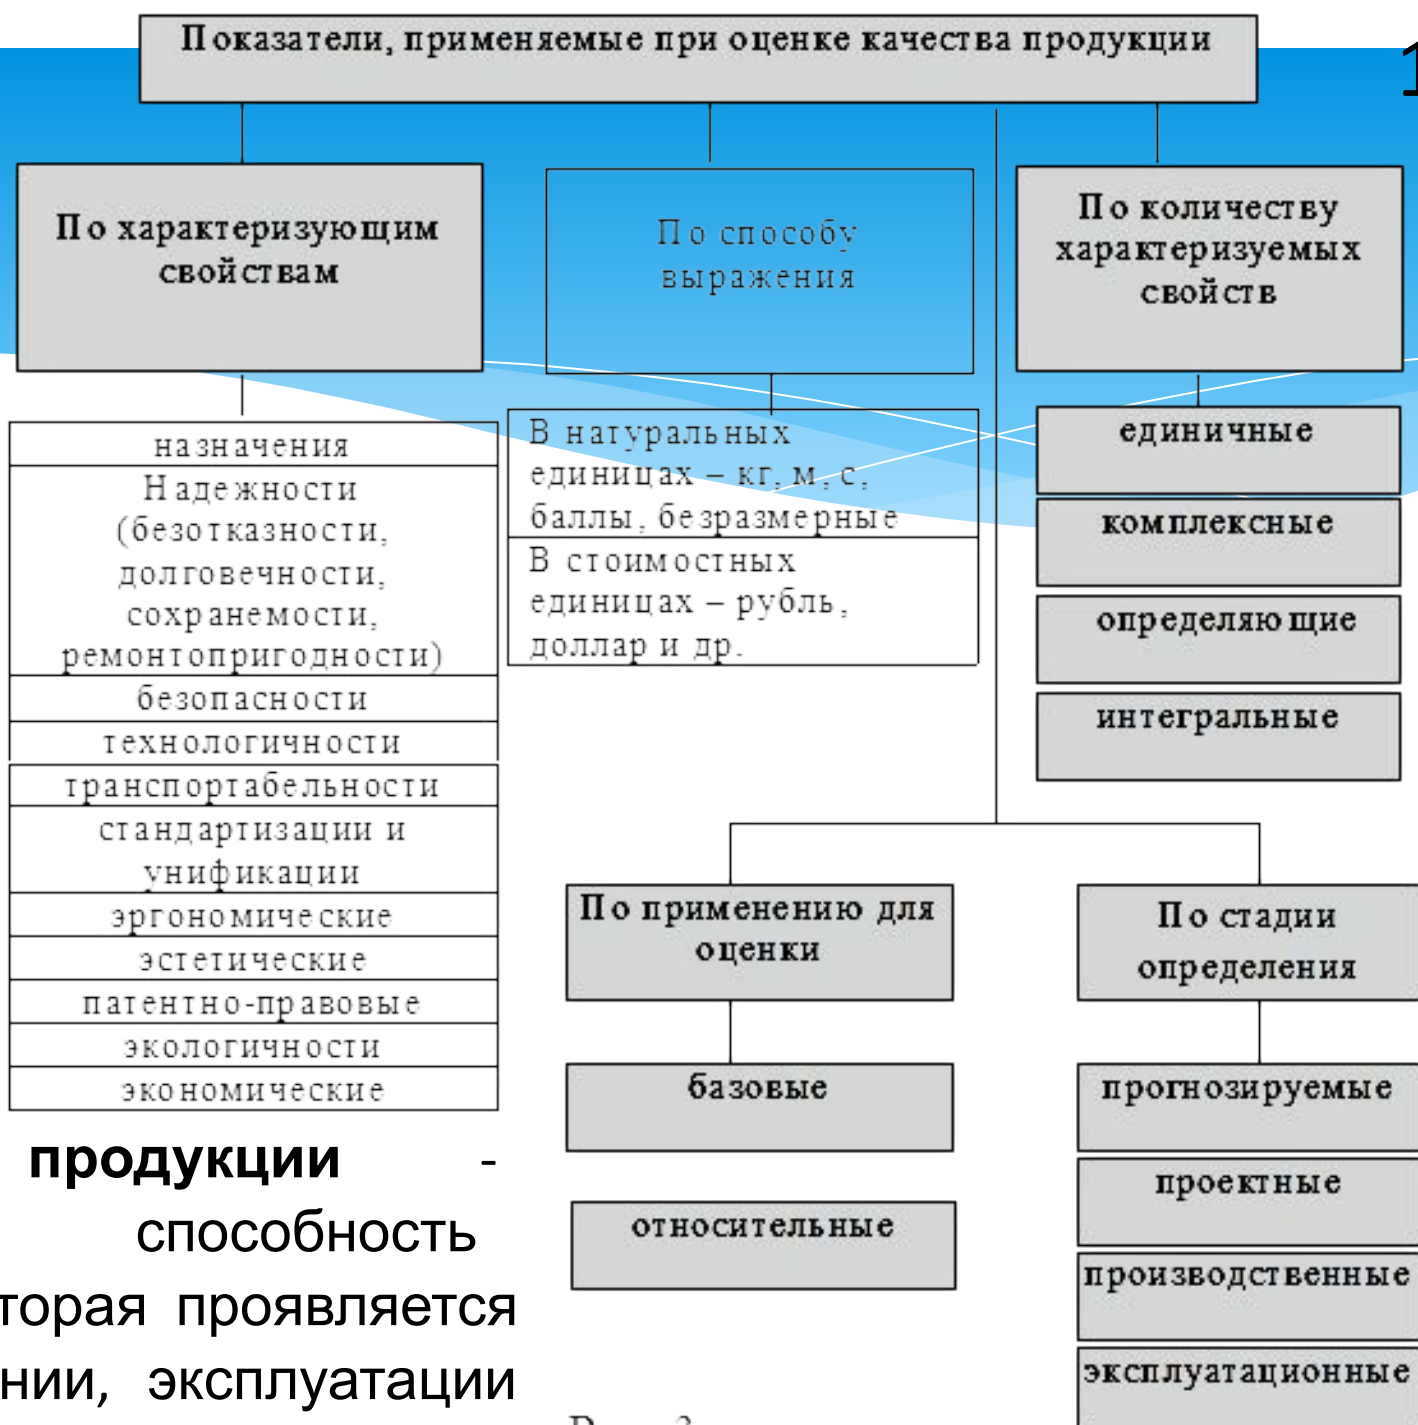 Показатели, применяемые при оценке качества продукции
1
По характеризующим
свойствам
назначения
Надежности
(безотказности,
долговечности,
сохранемости,
ремонтопригодности)
безопасности
технологичности
транспортабельности
стандартизации и
унификации
эргономические
эстетические
патентно-правовые
экологичности
экономические
По способу
выражения
В натуральных
единицах – кг, м, с,
баллы, безразмерные
В стоимостных
единицах – рубль,
доллар и др.
По количеству
характеризуемых
свойств
единичные
комплексные
определяющие
интегральные
По применению для
оценки
базовые
относительные
По стадии
определения
прогнозируемые
проектные
производственные
эксплуатационные
продукции -
способность
торая проявляется
нии, эксплуатации